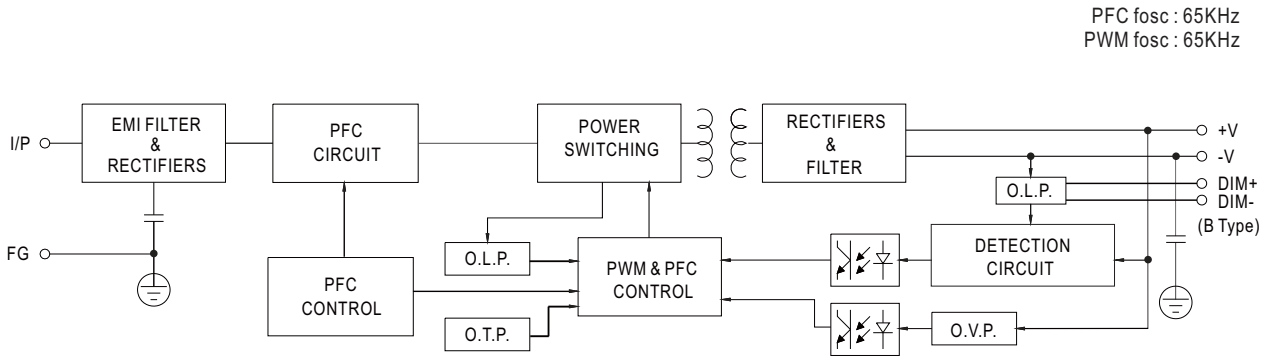 PFC fosc : 65KHz
PWM fosc : 65KHz
I/P
EMI FILTER
&
RECTIFIERS
PFC
CIRCUIT
POWER
SWITCHING
RECTIFIERS
&
FILTER
+V
-V
O.L.P.
DIM+
DIM-
(B Type)
FG
O.L.P.
PFC
CONTROL
PWM & PFC
CONTROL
DETECTION
CIRCUIT
O.T.P.
O.V.P.